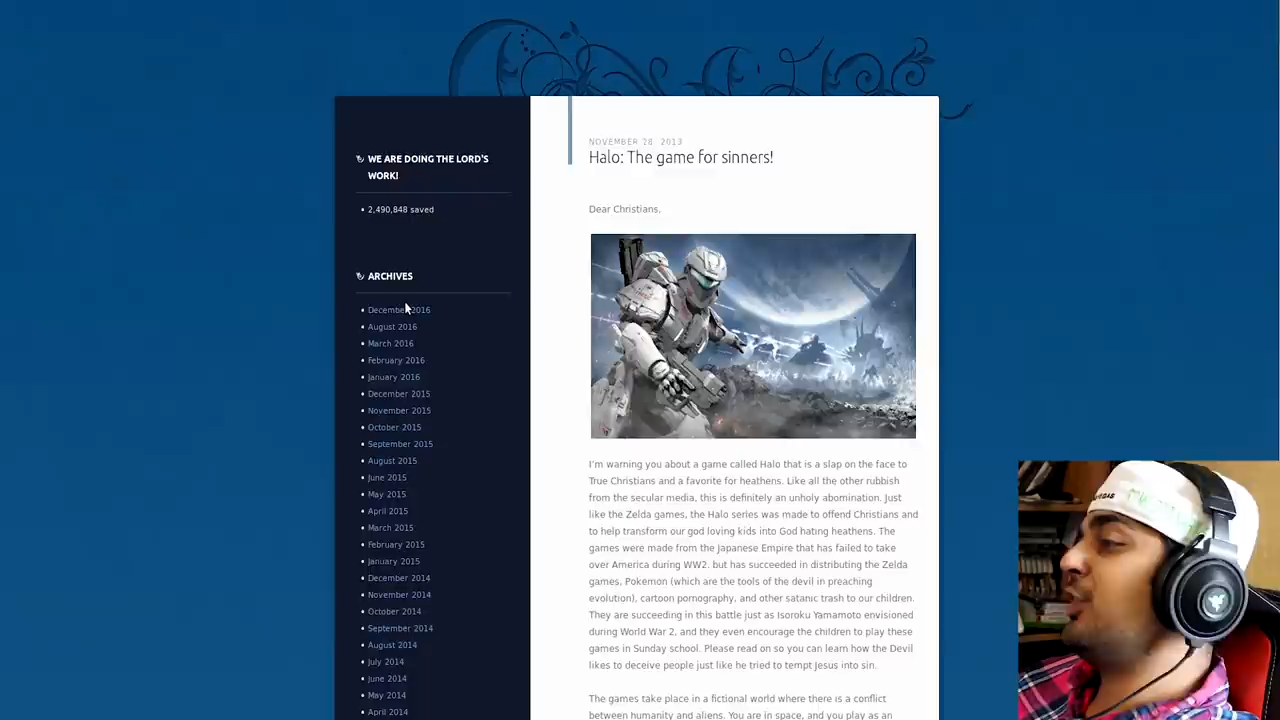 WE ARE DOING THE LORD'S
WORK!
2,490,848 saved
ARCHIVES
December 2016
August 2016
March 2016
February 2016
January 2016
December 2015
November 2015
October 2015
September 2015
August 2015
June 2015
May 2015
April 2015
March 2015
February 2015
January 2015
December 2014
November 2014
October 2014
September 2014
August 2014
July 2014
June 2014
May 2014
April 2014
NOVEMBER 28, 2013
Halo: The game for sinners!
Dear Christians,
I'm warning you about a game called Halo that is a slap on the face to
True Christians and a favorite for heathens. Like all the other rubbish
from the secular media, this is definitely an unholy abomination. Just
like the Zelda games, the Halo series was made to offend Christians and
to help transform our god loving kids into God hating heathens. The
games were made from the Japanese Empire that has failed to take
over America during WW2. but has succeeded in distributing the Zelda
games, Pokemon (which are the tools of the devil in preaching
evolution), cartoon pornography, and other satanic trash to our children.
They are succeeding in this battle just as Isoroku Yamamoto envisioned
during World War 2, and they even encourage the children to play these
games in Sunday school. Please read on so you can learn how the Devil
likes to deceive people just like he tried to tempt Jesus into sin.
The games take place in a fictional world where there is a conflict
between humanity and aliens. You are in space, and you play as an